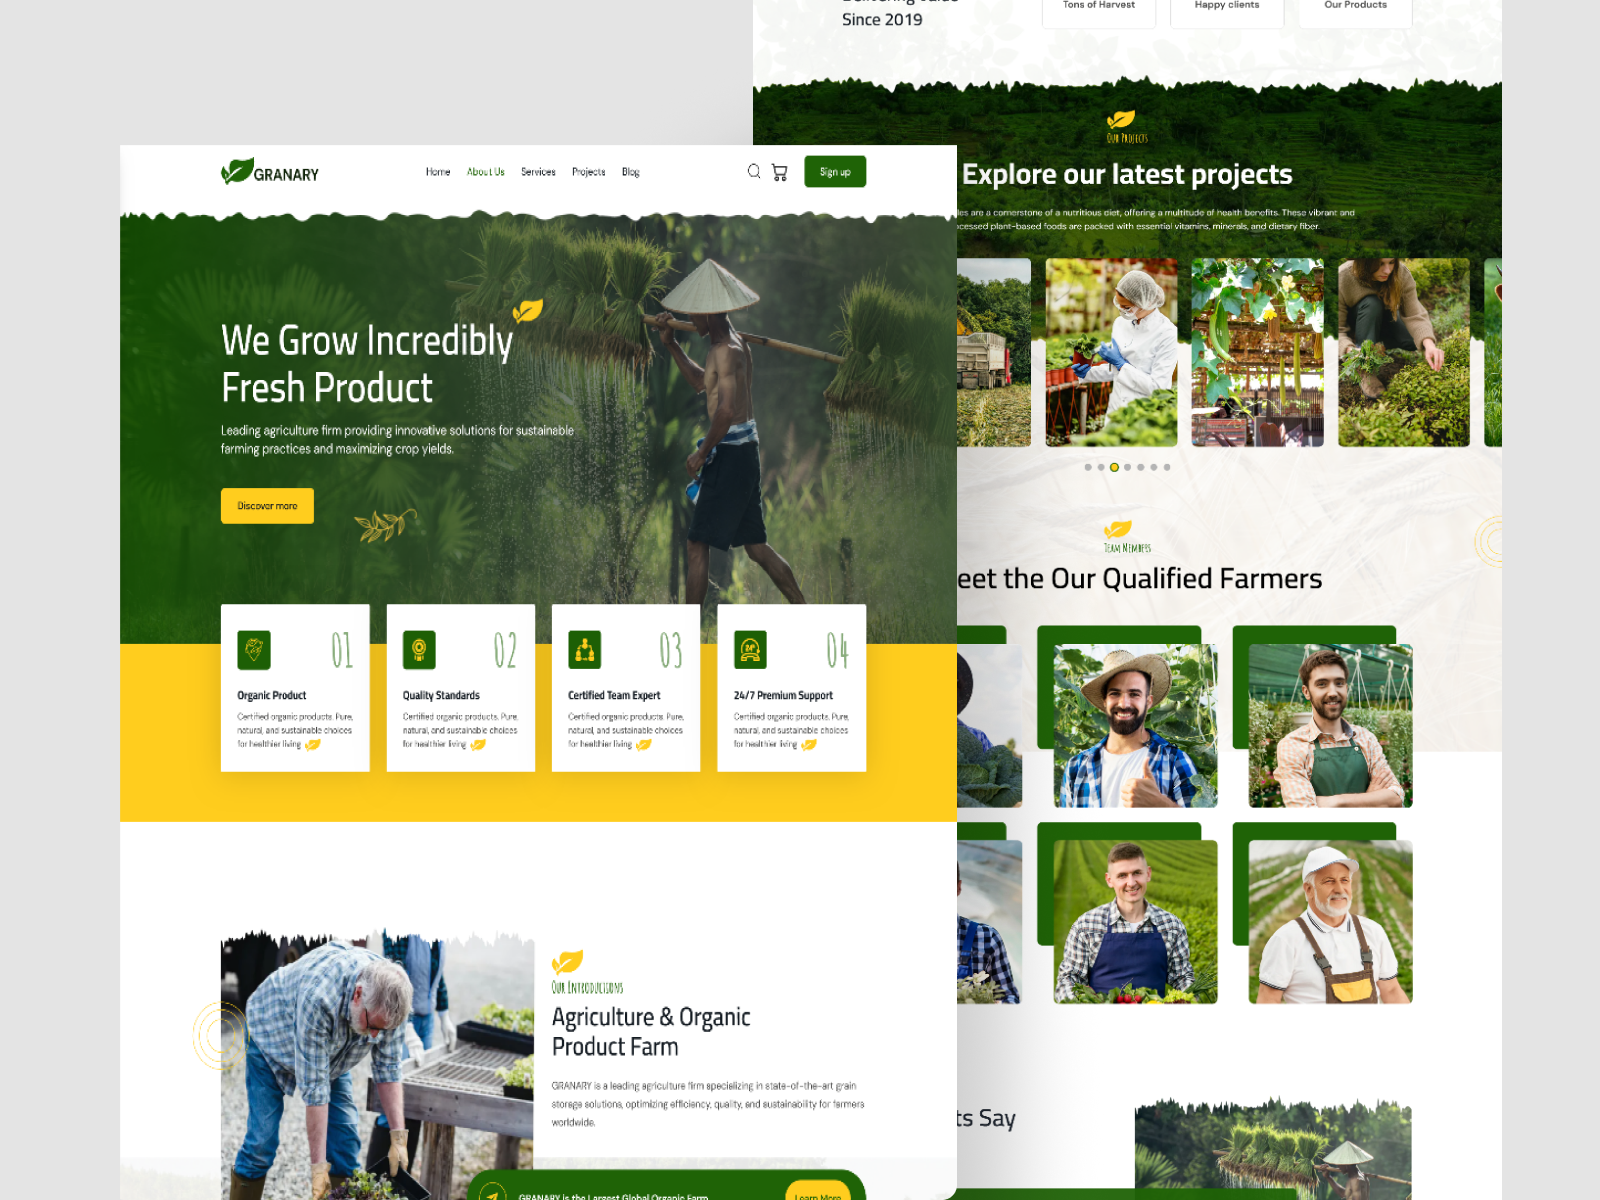 GRANARY
Home
About Us
Services
Projects
Blog
Sign up
We Grow Incredibly
Fresh Product
Leading agriculture firm providing innovative solutions for sustainable
farming practices and maximizing crop yields.
Discover more
01
Organic Product
Certified organic products. Pure,
natural, and sustainable choices
for healthier living
02
Quality Standards
Certified organic products. Pure,
natural, and sustainable choices
for healthier living
03
Certified Team Expert
Certified organic products. Pure,
natural, and sustainable choices
for healthier living
04
24/7 Premium Support
Certified organic products. Pure,
natural, and sustainable choices
for healthier living
Our Introductions
Agriculture & Organic
Product Farm
GRANARY is a leading agriculture firm specializing in state-of-the-art grain
storage solutions, optimizing efficiency, quality, and sustainability for farmers
worldwide.
GRANARY is the Largest Global Organic Farm
Learn More
Delivering value
Since 2019
Tons of Harvest
Happy clients
Our Products
Our Projects
Explore our latest projects
are a cornerstone of a nutritious diet, offering a multitude of health benefits. These vibrant and
plant-based foods are packed with essential vitamins, minerals, and dietary fiber.
Team Members
eet the Our Qualified Farmers
ts Say